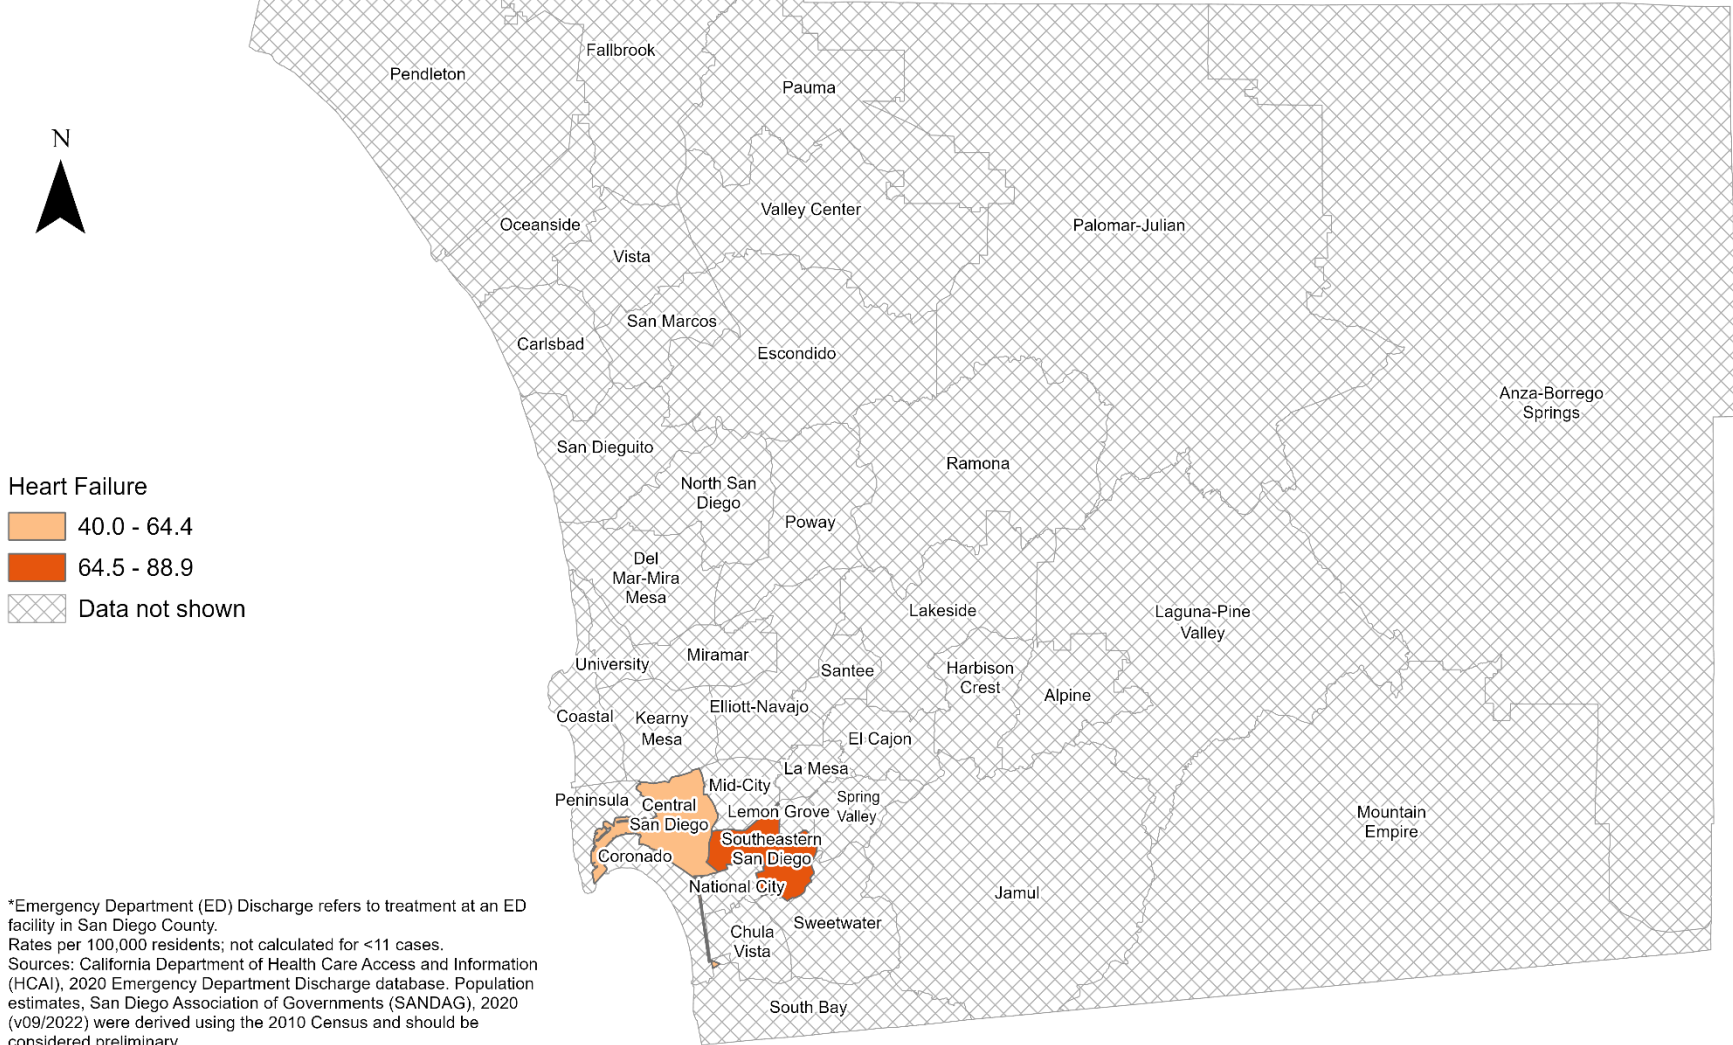 Fallbrook
Pendleton
Pauma
N
Valley Center
Oceanside
Palomar-Julian
Vista
San Marcos
Carlsbad
Escondido
Anza-Borrego
Springs
San Dieguito
Ramona
North San
Diego
Poway
Heart Failure
40.0 - 64.4
64.5 - 88.9
Data not shown
Del
Mar-Mira
Mesa
Lakeside
Laguna-Pine
Valley
Miramar
University
Santee
Harbison
Crest
Alpine
Elliott-Navajo
Coastal
Kearny
Mesa
El Cajon
La Mesa
Mid-City
Peninsula
Central
San Diego
Lemon Grove
Spring
Valley
Mountain
Empire
Southeastern
San Diego
Coronado
National City
Jamul
Sweetwater
Chula
Vista
South Bay
*Emergency Department (ED) Discharge refers to treatment at an ED
facility in San Diego County.
Rates per 100,000 residents; not calculated for <11 cases.
Sources: California Department of Health Care Access and Information
(HCAI), 2020 Emergency Department Discharge database. Population
estimates, San Diego Association of Governments (SANDAG), 2020
(v09/2022) were derived using the 2010 Census and should be
considered preliminary.